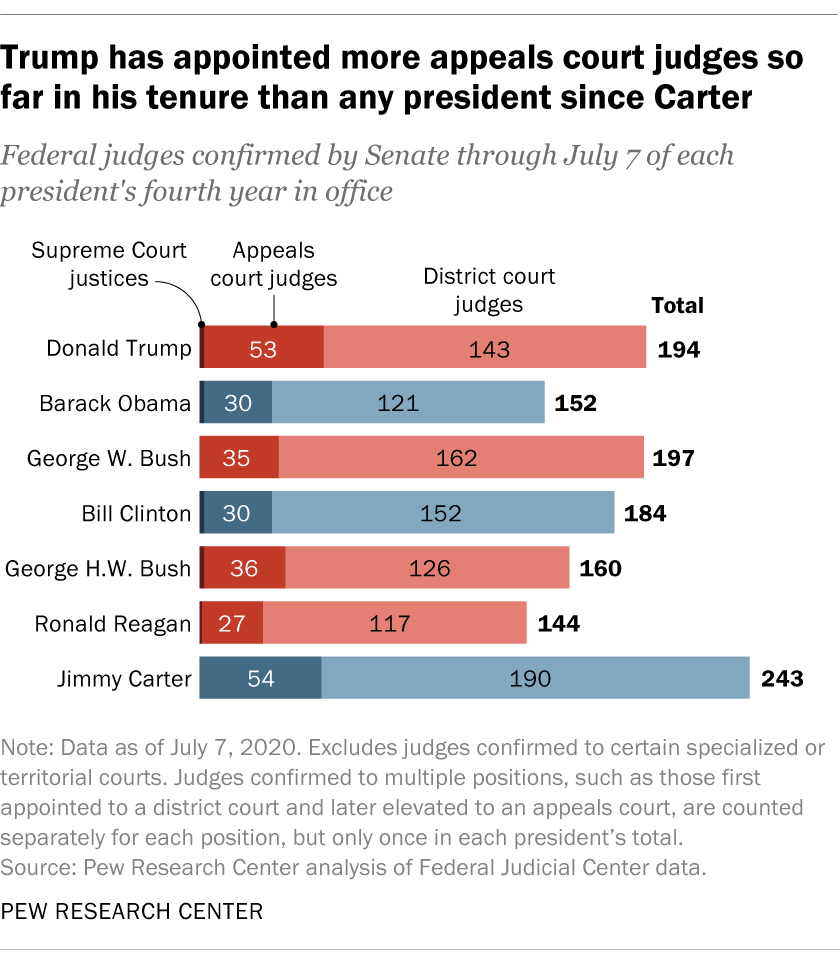 Trump has appointed more appeals court judges so
far in his tenure than any president since Carter
Federal judges confirmed by Senate through July 7 of each
president's fourth year in office
Supreme Court
justices
Appeals
court judges
District court
judges
Total
Donald Trump 53 143 194
Barack Obama 30 121 152
George W. Bush 35 162 197
Bill Clinton 30 152 184
George H.W. Bush 36 126 160
Ronald Reagan 27 117 144
Jimmy Carter 54 190 243
Note: Data as of July 7, 2020. Excludes judges confirmed to certain specialized or
territorial courts. Judges confirmed to multiple positions, such as those first
appointed to a district court and later elevated to an appeals court, are counted
separately for each position, but only once in each president’s total.
Source: Pew Research Center analysis of Federal Judicial Center data.
PEW RESEARCH CENTER